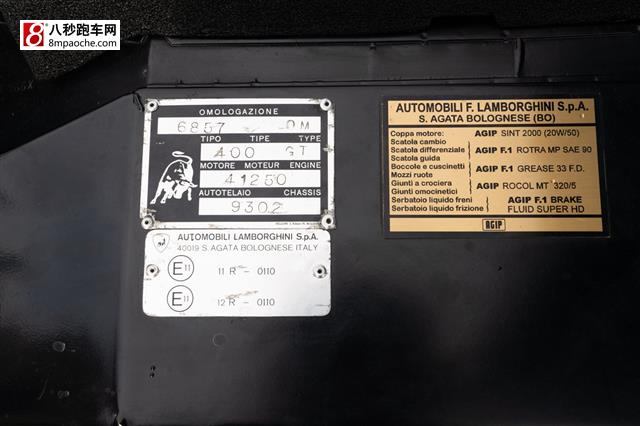 8 八秒跑车网
8mpaoche.com
OMOLOGAZIONE
6857 OM
TIPO TYPE TYPE
400 GT
MOTORE MOTEUR ENGINE
41250
AUTOTELAIO CHASSIS
9302
AUTOMOBILI LAMBORGHINI S.p.A.
40019 S. AGATA BOLOGNESE ITALY
E11 11 R - 0110
E11 12 R - 0110
AUTOMOBILI F. LAMBORGHINI S.p.A.
S. AGATA BOLOGNESE (BO)
Coppa motore: AGIP SINT 2000 (20W/50)
Scatola cambio
Scatola differenziale AGIP F.1 ROTRA MP SAE 90
Scatola guida
Boccole e cuscinetti AGIP F.1 GREASE 33 F.D.
Mozzi ruote
Giunti a crociera AGIP ROCOL MT 320/5
Giunti omocinetici
Serbatoio liquido freni AGIP F.1 BRAKE
Serbatoio liquido frizione FLUID SUPER HD
AGIP